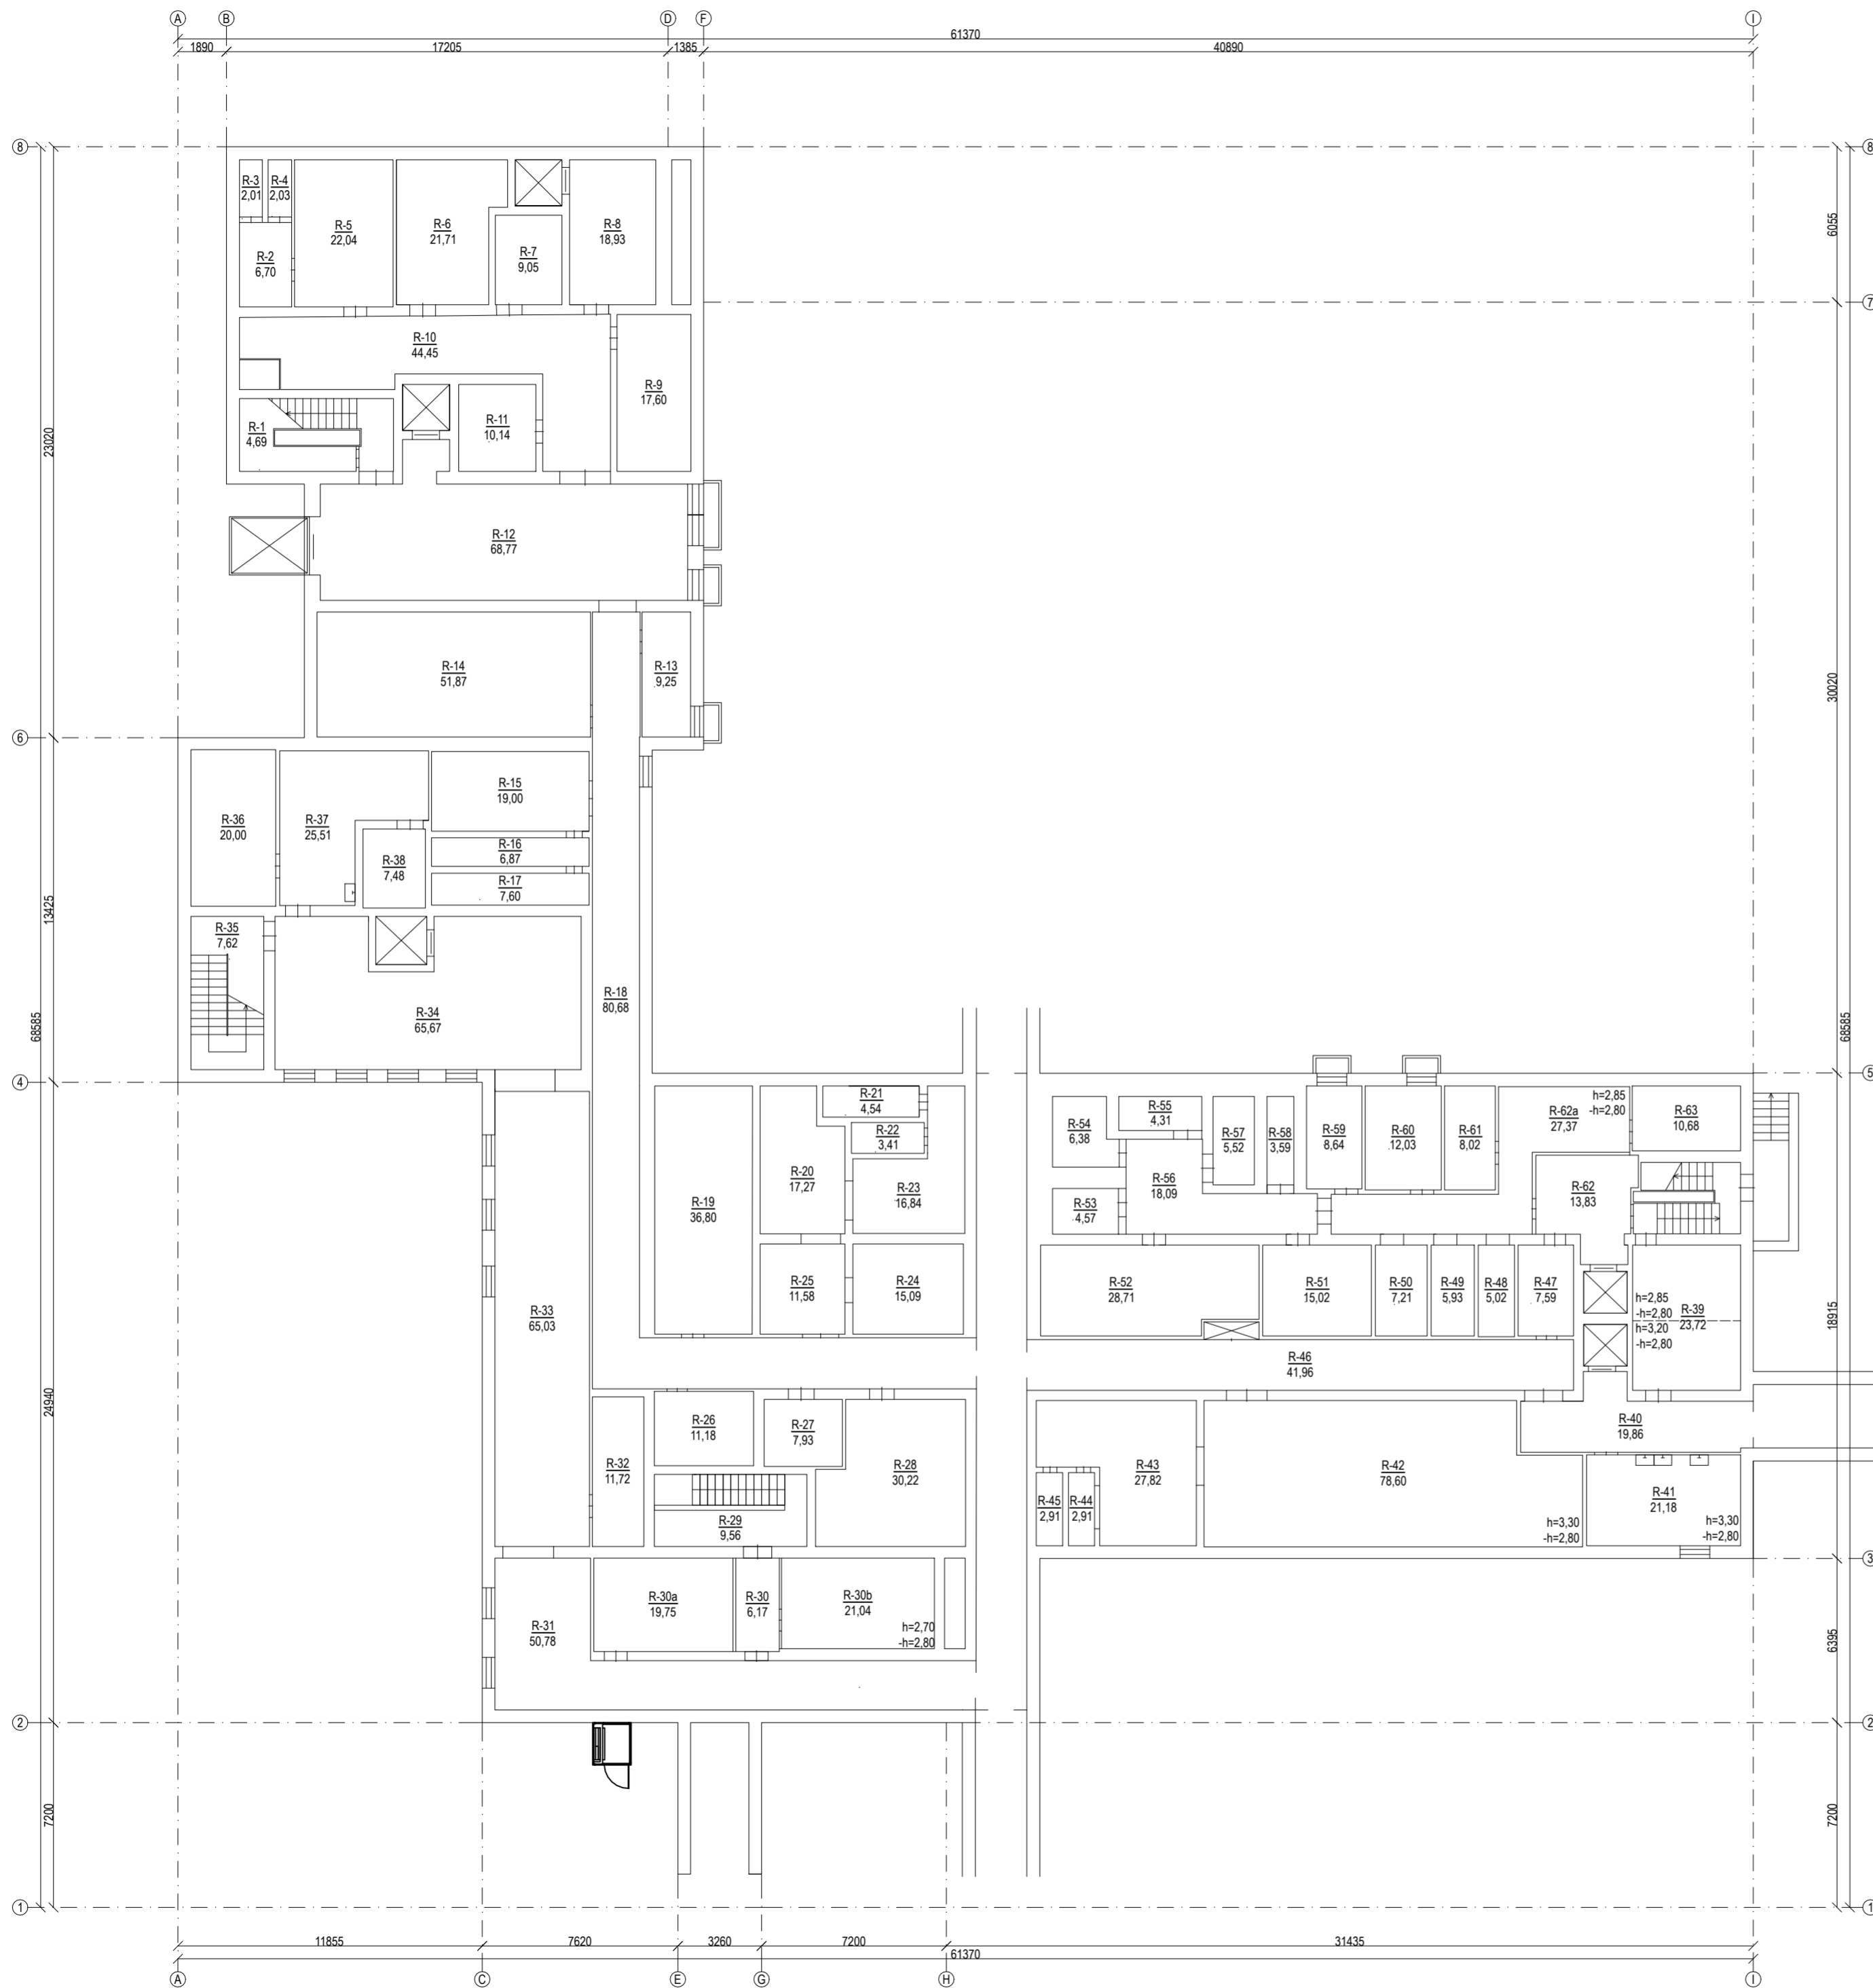 A B D F I
61370
1890 17205 1385 40890
8 8
R-3
2,01
R-4
2,03
R-5
22,04
R-6
21,71
R-8
18,93
R-7
9,05
R-2
6,70
6055
7
R-10
44,45
R-9
17,60
R-1
4,69
R-11
10,14
23020
R-12
68,77
R-14
51,87
R-13
9,25
30020
6
R-15
19,00
R-36
20,00
R-37
25,51
R-16
6,87
R-38
7,48
R-17
7,60
13425
R-35
7,62
R-18
80,68
R-34
65,67
68585
68585
4
5
R-21
4,54
R-22
3,41
R-20
17,27
R-23
16,84
R-19
36,80
R-25
11,58
R-24
15,09
R-54
6,38
R-55
4,31
R-57
5,52
R-58
3,59
R-59
8,64
R-60
12,03
R-61
8,02
h=2,85
-h=2,80
R-62a
27,37
R-63
10,68
R-56
18,09
R-53
4,57
R-62
13,83
R-52
28,71
R-51
15,02
R-50
7,21
R-49
5,93
R-48
5,02
R-47
7,59
h=2,85
-h=2,80
h=3,20
-h=2,80
R-39
23,72
18915
R-33
65,03
R-46
41,96
24940
R-26
11,18
R-27
7,93
R-28
30,22
R-32
11,72
R-29
9,56
R-40
19,86
R-43
27,82
R-42
78,60
R-45
2,91
R-44
2,91
R-41
21,18
h=3,30
-h=2,80
h=3,30
-h=2,80
3
R-30a
19,75
R-30
6,17
R-30b
21,04
h=2,70
-h=2,80
R-31
50,78
6395
2 2
7200 7200
1 1
11855 7620 3260 7200 31435
61370
A C E G H I